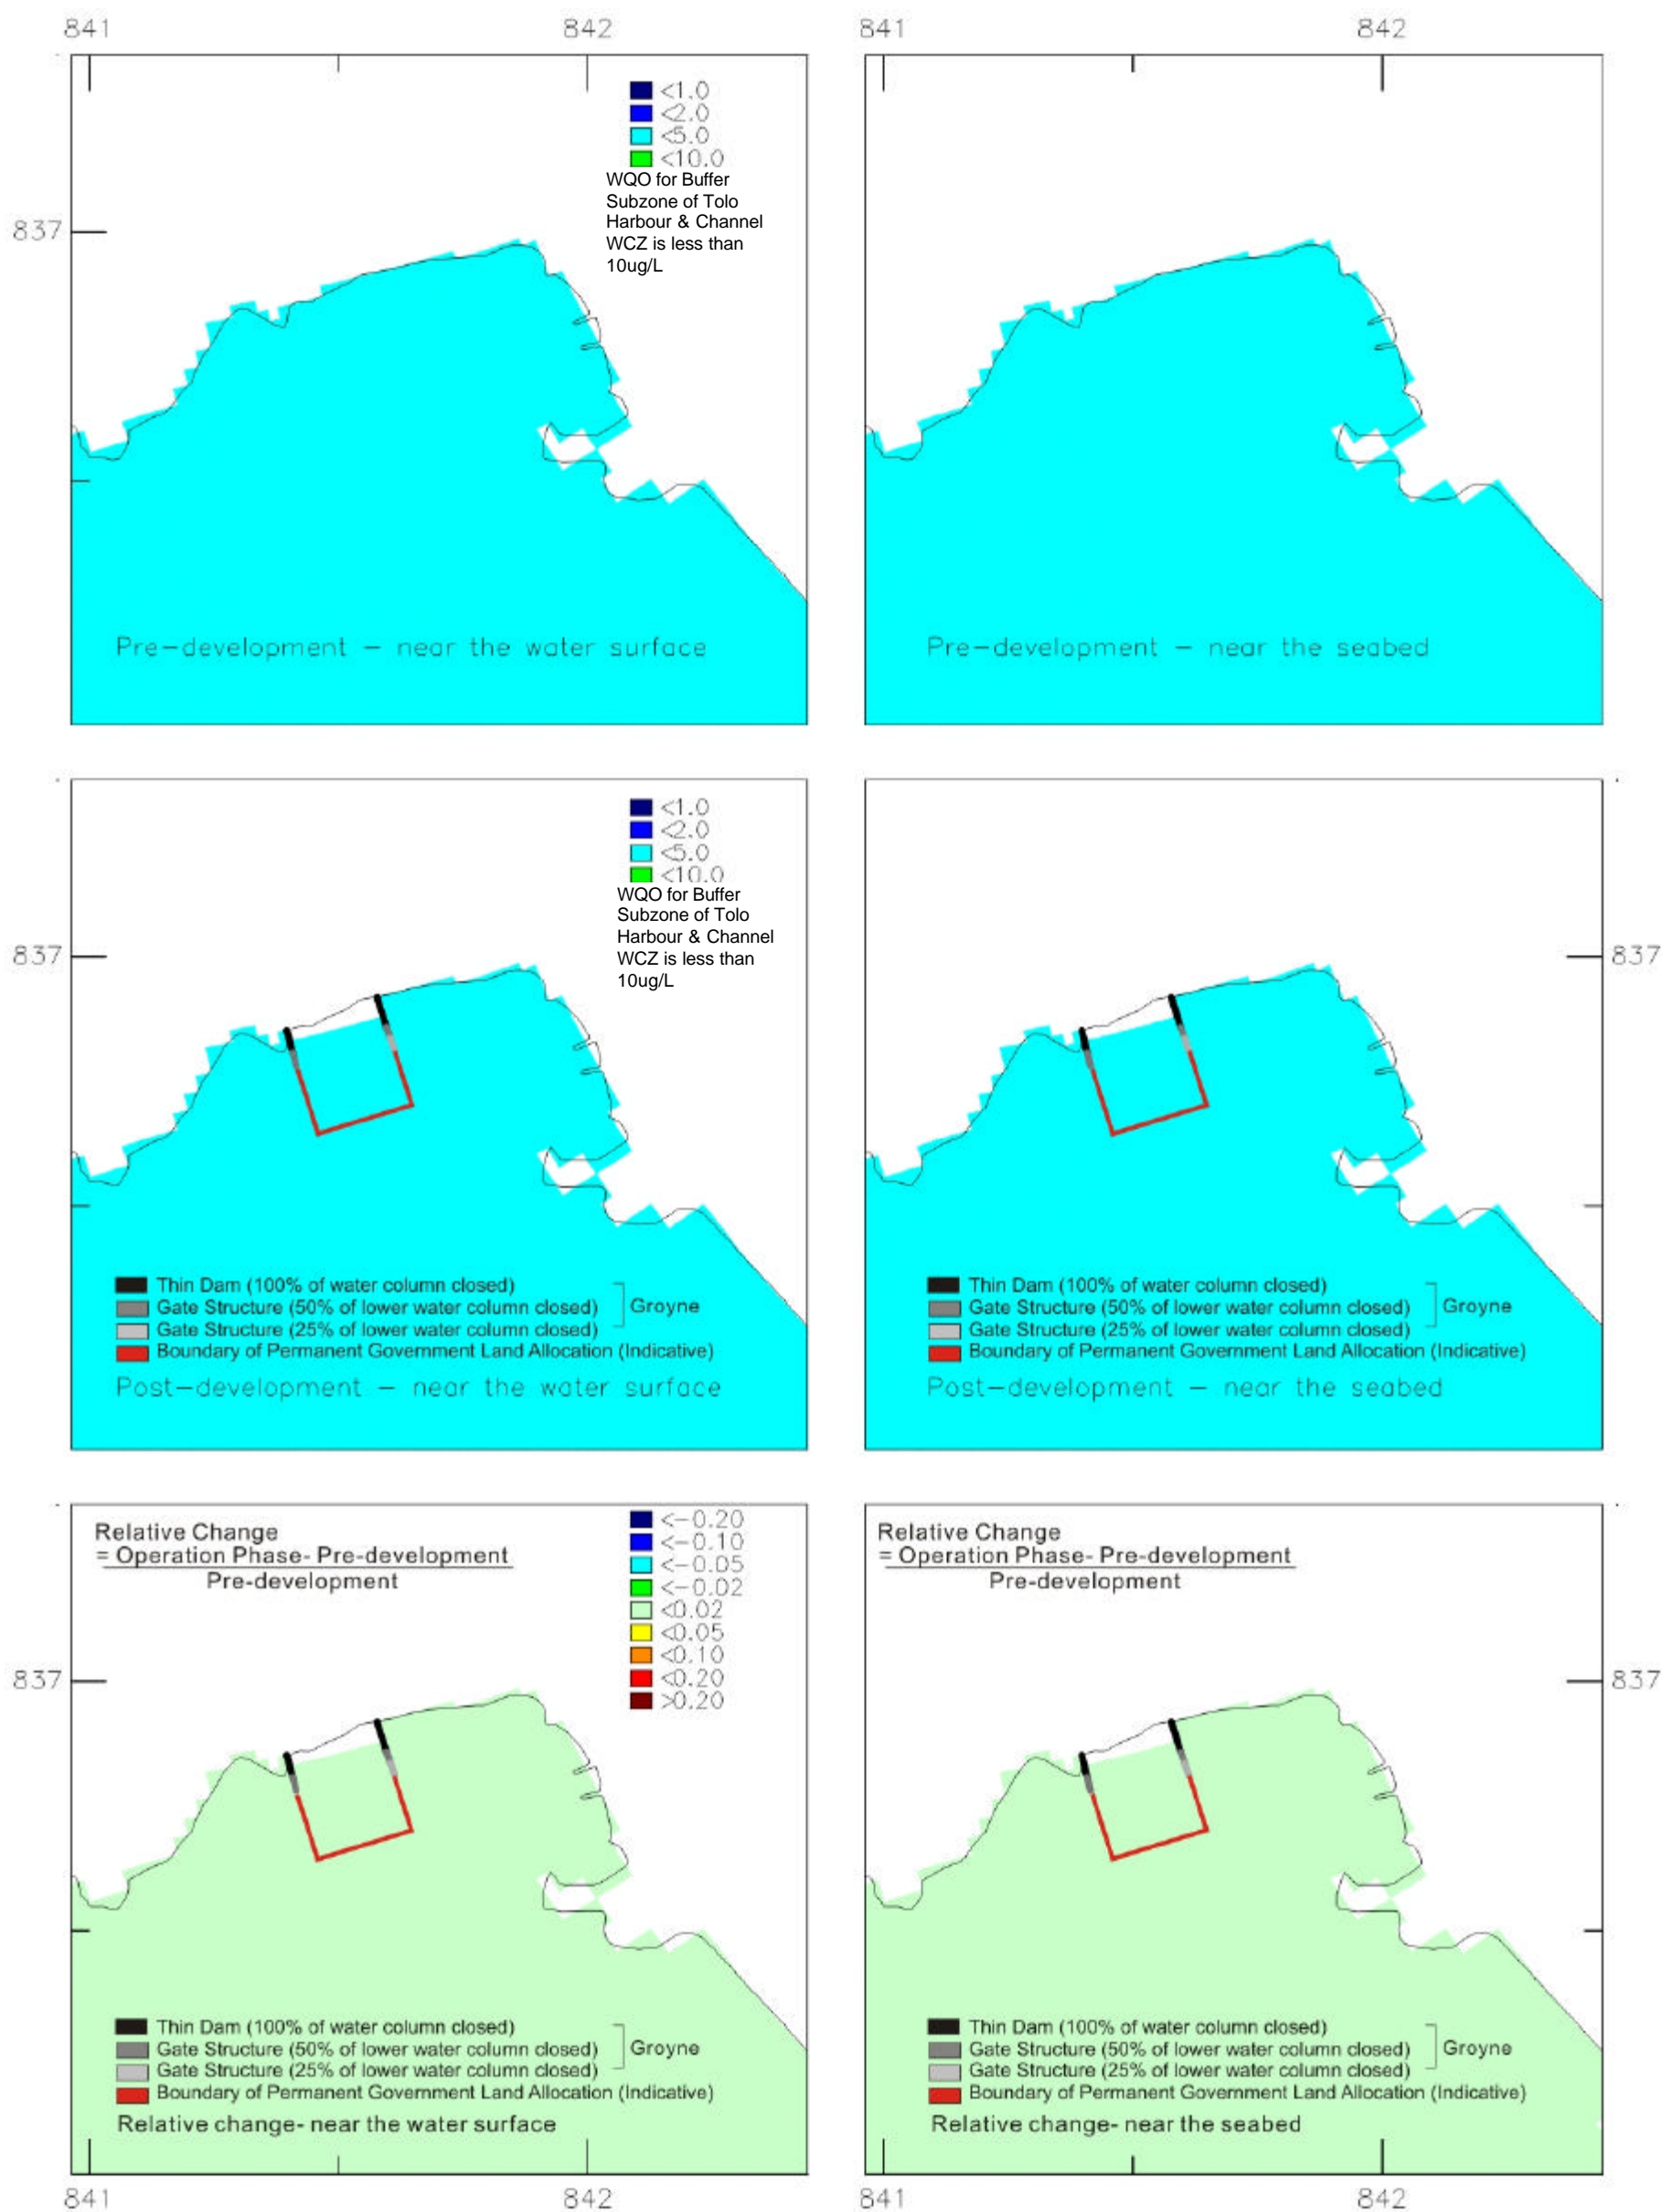 841
842
841
842
<1.0
<2.0
<5.0
<10.0
WQO for Buffer
Subzone of Tolo
Harbour & Channel
WCZ is less than
10ug/L
837
Pre-development - near the water surface
Pre-development - near the seabed
<1.0
<2.0
<5.0
<10.0
WQO for Buffer
Subzone of Tolo
Harbour & Channel
WCZ is less than
10ug/L
837
837
Thin Dam (100% of water column closed)
Gate Structure (50% of lower water column closed)
Groyne
Gate Structure (25% of lower water column closed)
Boundary of Permanent Government Land Allocation (Indicative)
Post-development - near the water surface
Thin Dam (100% of water column closed)
Gate Structure (50% of lower water column closed)
Groyne
Gate Structure (25% of lower water column closed)
Boundary of Permanent Government Land Allocation (Indicative)
Post-development - near the seabed
Relative Change
= Operation Phase- Pre-development
Pre-development
<-0.20
<-0.10
<-0.05
<-0.02
<0.02
<0.05
<0.10
<0.20
>0.20
Relative Change
= Operation Phase- Pre-development
Pre-development
837
837
Thin Dam (100% of water column closed)
Gate Structure (50% of lower water column closed)
Groyne
Gate Structure (25% of lower water column closed)
Boundary of Permanent Government Land Allocation (Indicative)
Relative change- near the water surface
Thin Dam (100% of water column closed)
Gate Structure (50% of lower water column closed)
Groyne
Gate Structure (25% of lower water column closed)
Boundary of Permanent Government Land Allocation (Indicative)
Relative change- near the seabed
841
842
841
842